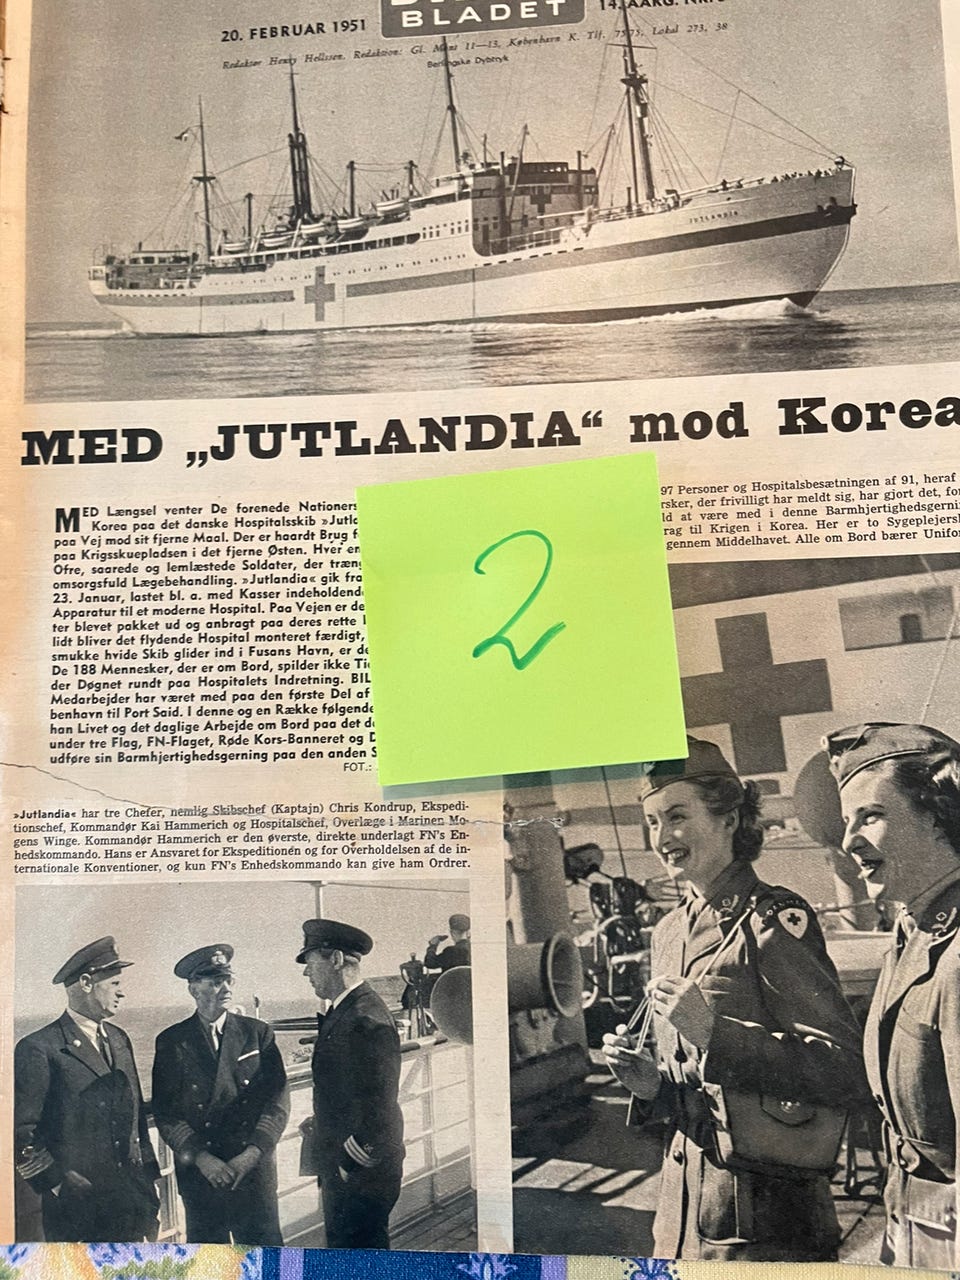 20. FEBRUAR 1951
BLADET
14. AARG. NR.
Redaktør Henry Hellssen. Redaktion: Gl. Mønt 11—13, København K. Tlf. 7575, Lokal 273, 38
Berlingske Dybtryk
JUTLANDIA
MED „JUTLANDIA“ mod Korea
MED Længsel venter De forenede Nationers
Korea paa det danske Hospitalsskib »Jutla
paa Vej mod sit fjerne Maal. Der er haardt Brug f
paa Krigsskuepladsen i det fjerne Østen. Hver en
Ofre, saarede og lemlæstede Soldater, der træn
omsorgsfuld Lægebehandling. »Jutlandia« gik fra
23. Januar, lastet bl. a. med Kasser indeholdend
Apparatur til et moderne Hospital. Paa Vejen er de
ter blevet pakket ud og anbragt paa deres rette
lidt bliver det flydende Hospital monteret færdigt,
smukke hvide Skib glider ind i Fusans Havn, er de
De 188 Mennesker, der er om Bord, spilder ikke Ti
der Døgnet rundt paa Hospitalets Indretning. BIL
Medarbejder har været med paa den første Del af
benhavn til Port Said. I denne og en Række følgende
han Livet og det daglige Arbejde om Bord paa det d
under tre Flag, FN-Flaget, Røde Kors-Banneret og D
udføre sin Barmhjertighedsgerning paa den anden S
FOT.:
97 Personer og Hospitalsbesætningen af 91, heraf
rsker, der frivilligt har meldt sig, har gjort det, for
ld at være med i denne Barmhjertighedsgerni
rag til Krigen i Korea. Her er to Sygeplejersk
gennem Middelhavet. Alle om Bord bærer Unifor
2
»Jutlandia« har tre Chefer, nemlig Skibschef (Kaptajn) Chris Kondrup, Ekspedi-
tionschef, Kommandør Kai Hammerich og Hospitalschef, Overlæge i Marinen Mo-
gens Winge. Kommandør Hammerich er den øverste, direkte underlagt FN's En-
hedskommando. Hans er Ansvaret for Ekspeditionen og for Overholdelsen af de in-
ternationale Konventioner, og kun FN's Enhedskommando kan give ham Ordrer.
DENMARK